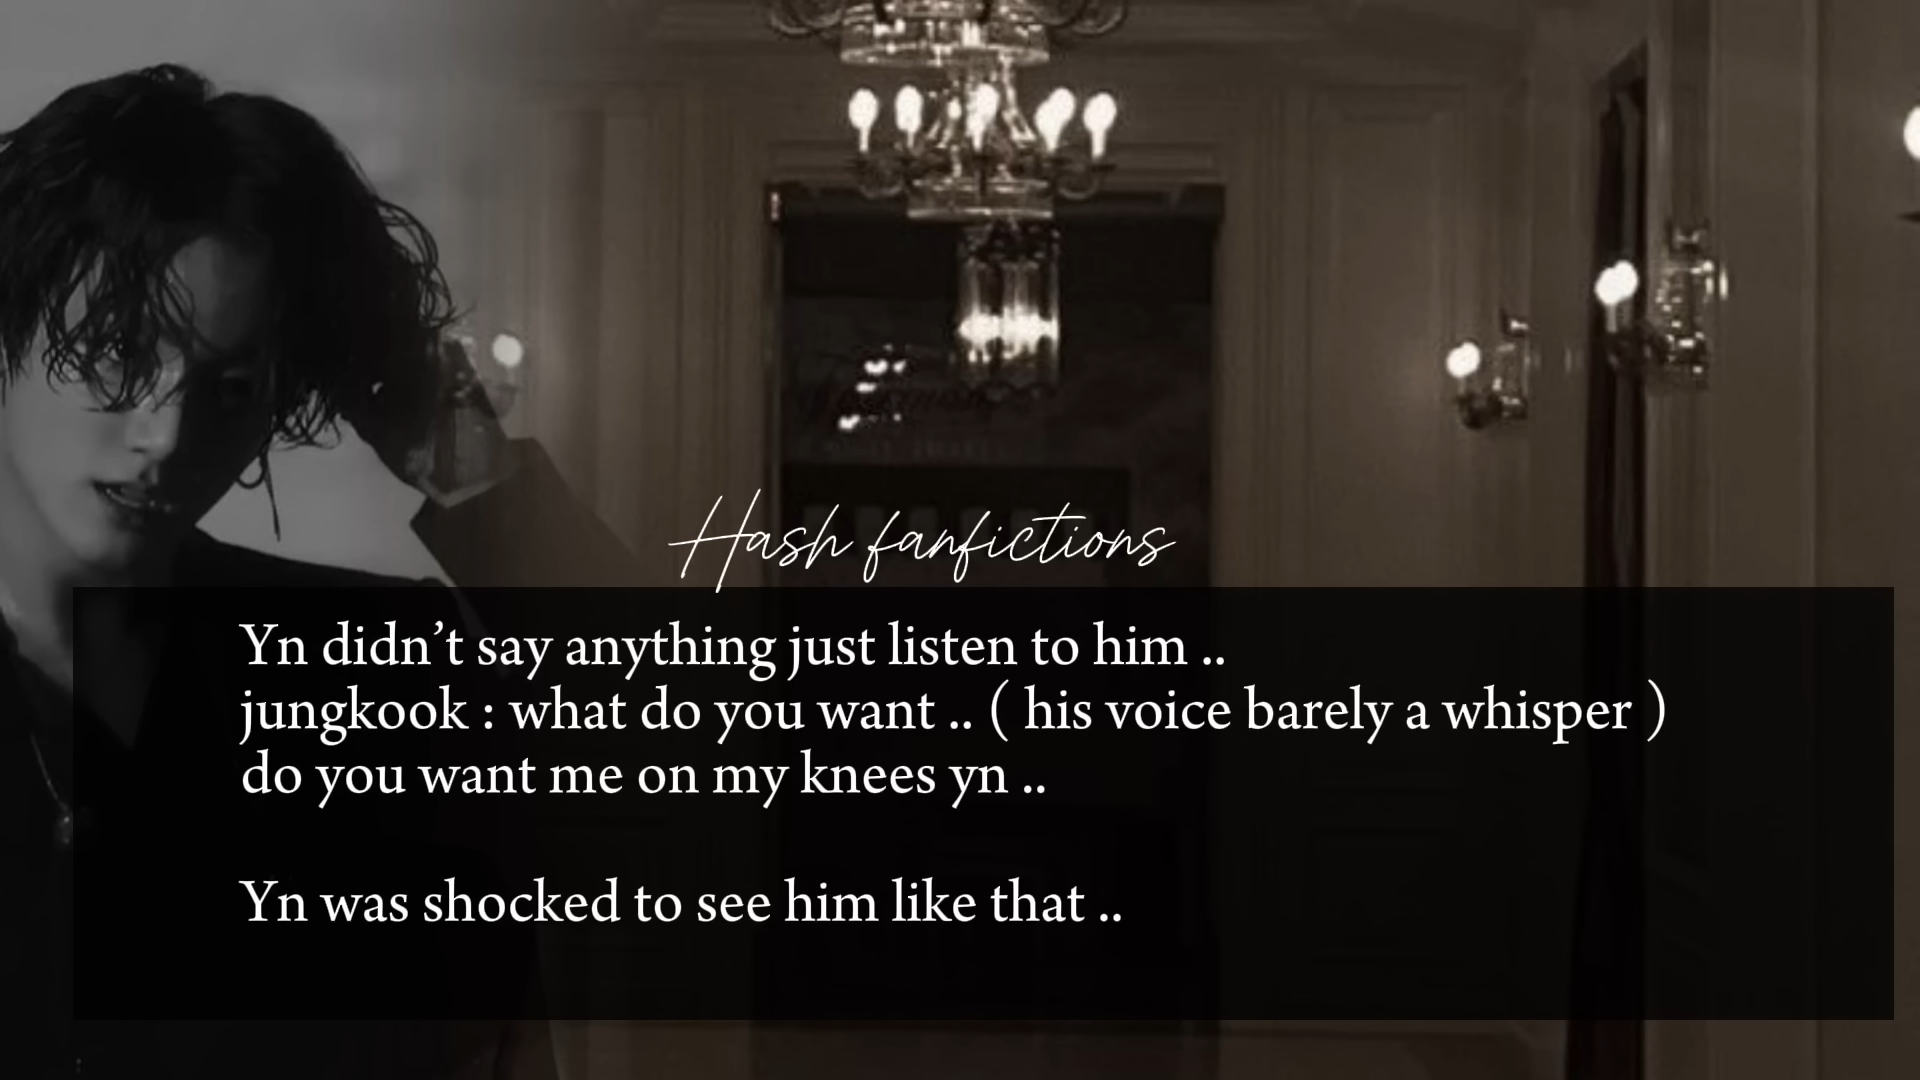 Hash fanfictions
Yn didn’t say anything just listen to him ..
jungkook : what do you want .. ( his voice barely a whisper )
do you want me on my knees yn ..
Yn was shocked to see him like that ..